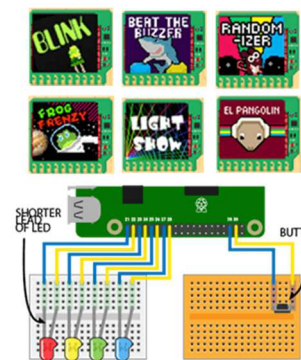 BLINK
BEAT THE
BUZZER
RANDOM
-IZER
FROG
FRENZY
LIGHT
SHOW
EL PANGOLIN
SHORTER
LEAD
OF LED
BUTT